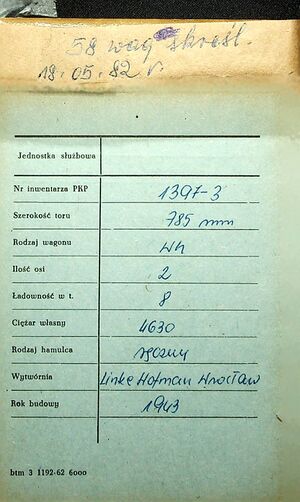 58 wag skreśl.
18.05.82 r.
Jednostka służbowa
Nr inwentarza PKP 1397-3
Szerokość toru 785 mm
Rodzaj wagonu Wh
Ilość osi 2
Ładowność w t. 8
Ciężar własny 4630
Rodzaj hamulca ręczny
Wytwórnia Linke Hofman Wrocław
Rok budowy 1943
btm 3 1192-62 6000